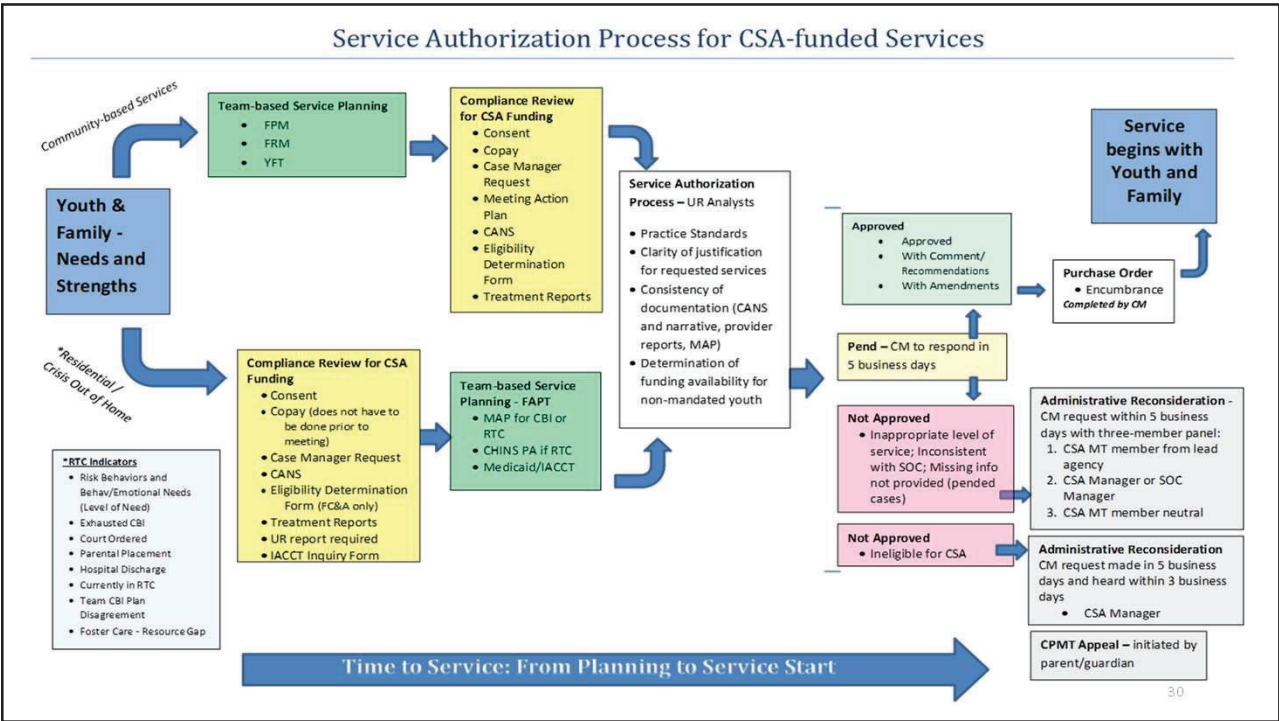 Service Authorization Process for CSA-funded Services
Community-based Services
Team-based Service Planning
• FPM
• FRM
• YFT
Compliance Review
for CSA Funding
• Consent
• Copay
• Case Manager
Request
• Meeting Action
Plan
• CANS
• Eligibility
Determination
Form
• Treatment Reports
Youth &
Family -
Needs and
Strengths
*Residential/
Crisis Out of Home
Compliance Review for CSA
Funding
• Consent
• Copay (does not have to
be done prior to
meeting)
• Case Manager Request
• CANS
• Eligibility Determination
Form (FC&A only)
• Treatment Reports
• UR report required
• IACCT Inquiry Form
Team-based Service
Planning - FAPT
• MAP for CBI or
RTC
• CHINS PA if RTC
• Medicaid/IACCT
*RTC Indicators
• Risk Behaviors and
Behav/Emotional Needs
(Level of Need)
• Exhausted CBI
• Court Ordered
• Parental Placement
• Hospital Discharge
• Currently in RTC
• Team CBI Plan
Disagreement
• Foster Care - Resource Gap
Service Authorization
Process – UR Analysts
• Practice Standards
• Clarity of justification
for requested services
• Consistency of
documentation (CANS
and narrative, provider
reports, MAP)
• Determination of
funding availability for
non-mandated youth
Approved
• Approved
• With Comment/
Recommendations
• With Amendments
Pend – CM to respond in
5 business days
Not Approved
• Inappropriate level of
service; Inconsistent
with SOC; Missing info
not provided (pended
cases)
Not Approved
• Ineligible for CSA
Purchase Order
• Encumbrance
Completed by CM
Service
begins with
Youth and
Family
Administrative Reconsideration -
CM request within 5 business
days with three-member panel:
1. CSA MT member from lead
agency
2. CSA Manager or SOC
Manager
3. CSA MT member neutral
Administrative Reconsideration
CM request made in 5 business
days and heard within 3 business
days
• CSA Manager
CPMT Appeal – initiated by
parent/guardian
Time to Service: From Planning to Service Start
30